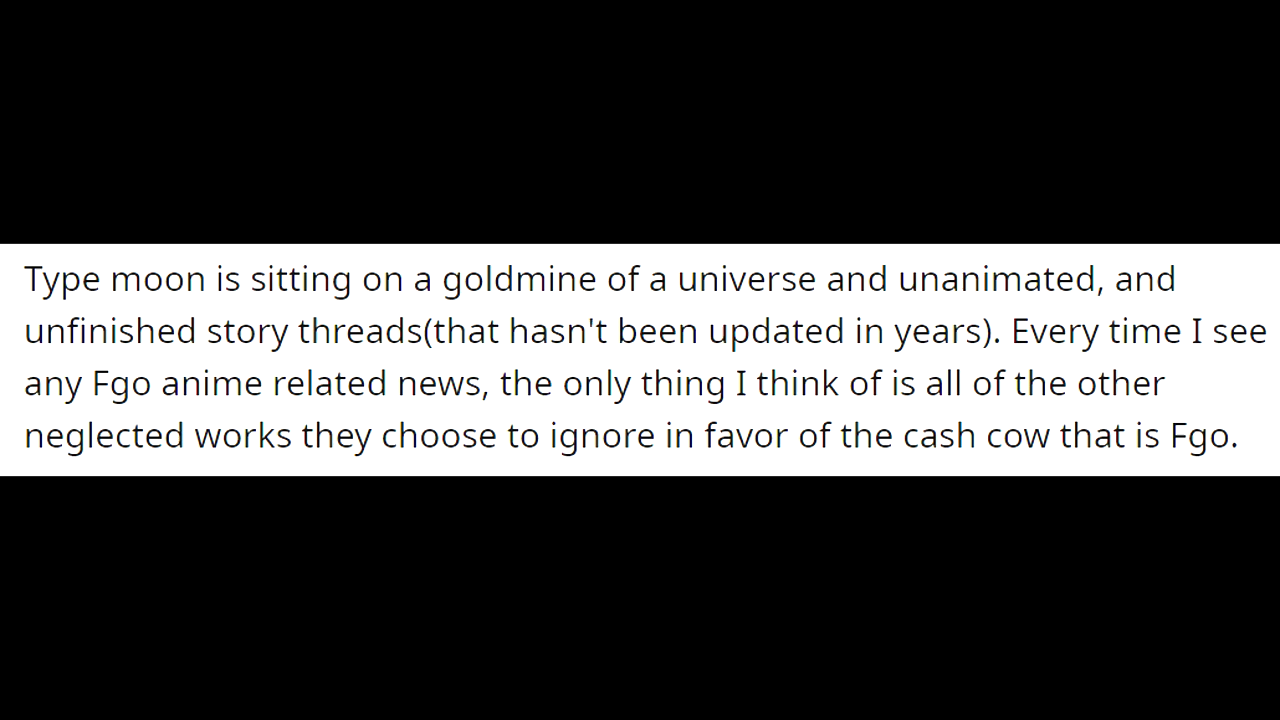 Type moon is sitting on a goldmine of a universe and unanimated, and
unfinished story threads(that hasn't been updated in years). Every time I see
any Fgo anime related news, the only thing I think of is all of the other
neglected works they choose to ignore in favor of the cash cow that is Fgo.